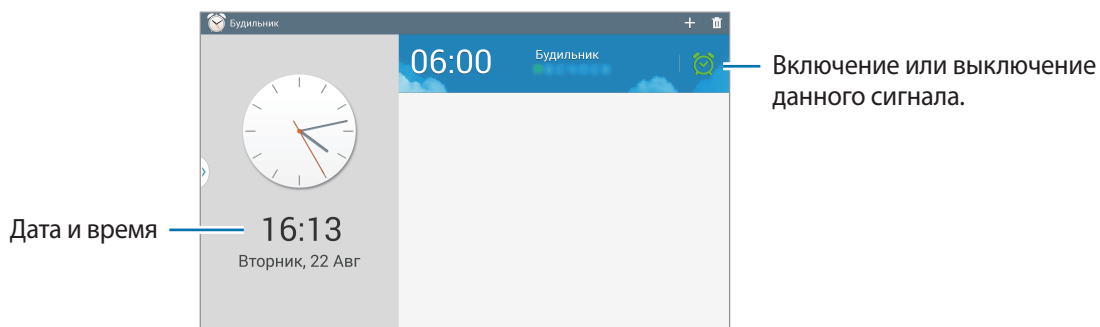 Будильник
06:00
Будильник
Включение или выключение
данного сигнала.
Дата и время
16:13
Вторник, 22 Авг